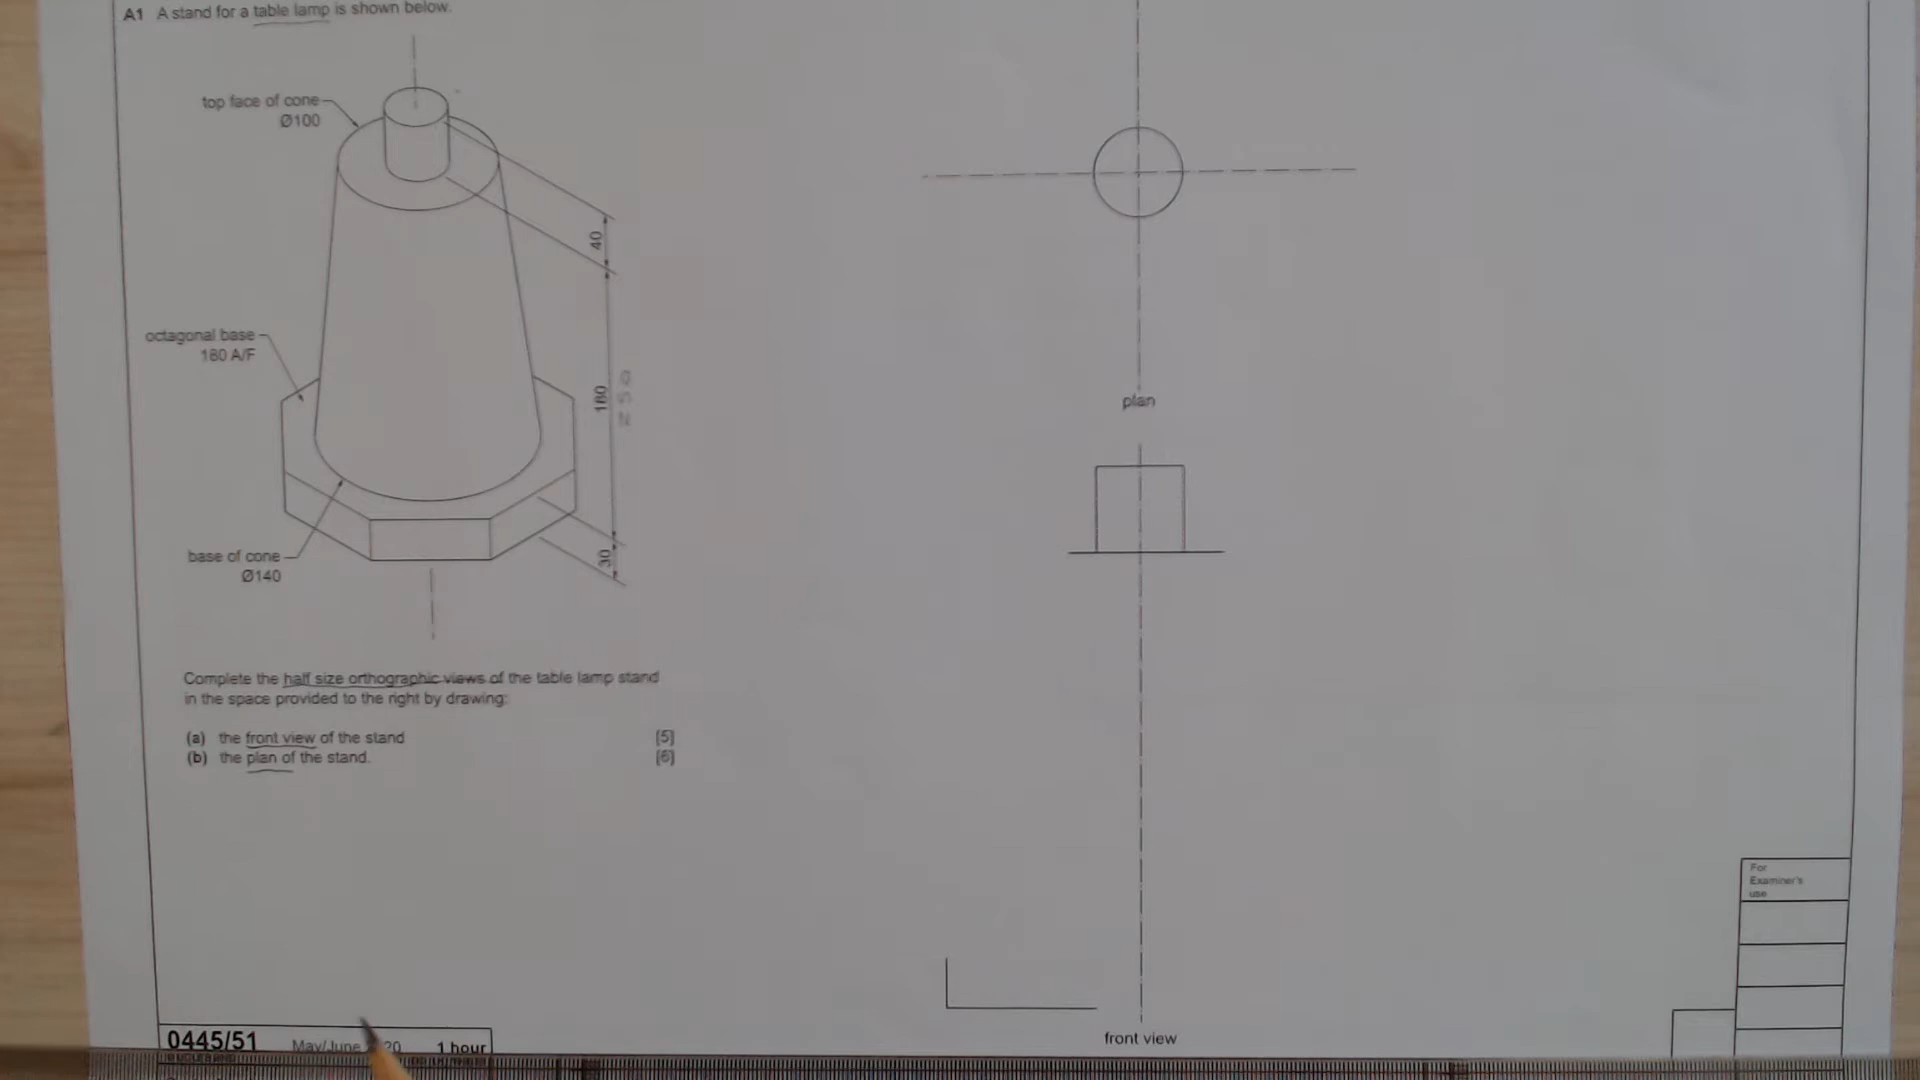 A1 A stand for a table lamp is shown below.
top face of cone
Ø100
40
octagonal base
180 A/F
180
base of cone
Ø140
30
Complete the half size orthographic views of the table lamp stand
in the space provided to the right by drawing:
(a) the front view of the stand [5]
(b) the plan of the stand. [6]
0445/51 May/June 1 hour
plan
front view
For
Examiner's
use